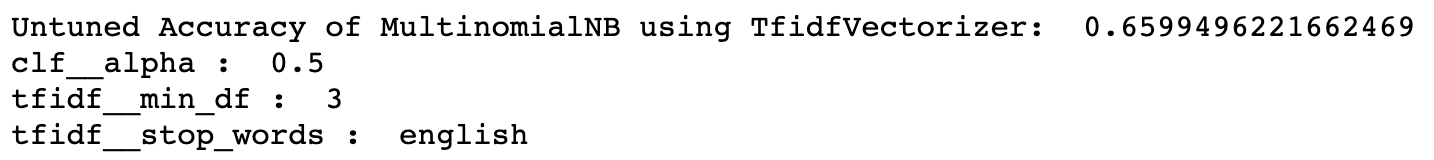 Untuned Accuracy of MultinomialNB using TfidfVectorizer:  0.6599496221662469
clf__alpha :  0.5
tfidf__min_df :  3
tfidf__stop_words :  english